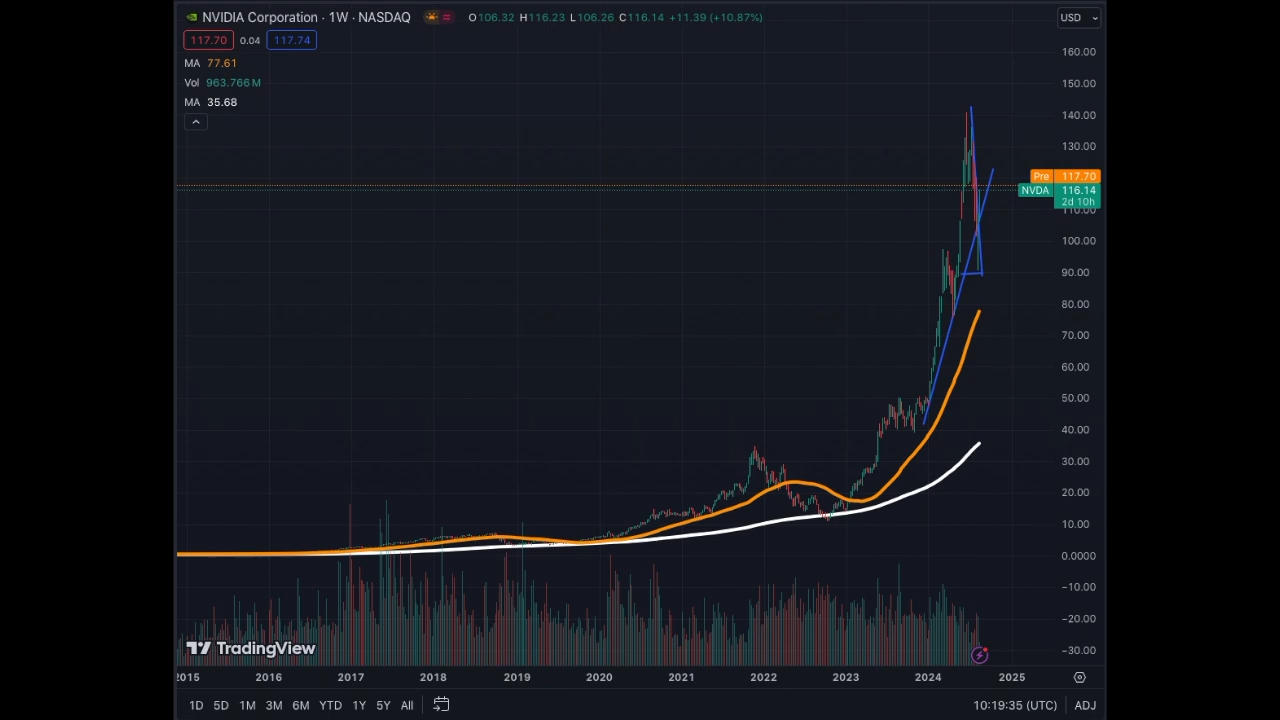 NVIDIA Corporation · 1W · NASDAQ O106.32 H116.23 L106.26 C116.14 +11.39 (+10.87%) USD
117.70 0.04 117.74
MA 77.61
Vol 963.766 M
MA 35.68
160.00
150.00
140.00
130.00
Pre 117.70
NVDA 116.14
2d 10h
110.00
100.00
90.00
80.00
70.00
60.00
50.00
40.00
30.00
20.00
10.00
0.0000
−10.00
−20.00
−30.00
TradingView
2015 2016 2017 2018 2019 2020 2021 2022 2023 2024 2025
1D 5D 1M 3M 6M YTD 1Y 5Y All 10:19:35 (UTC) ADJ